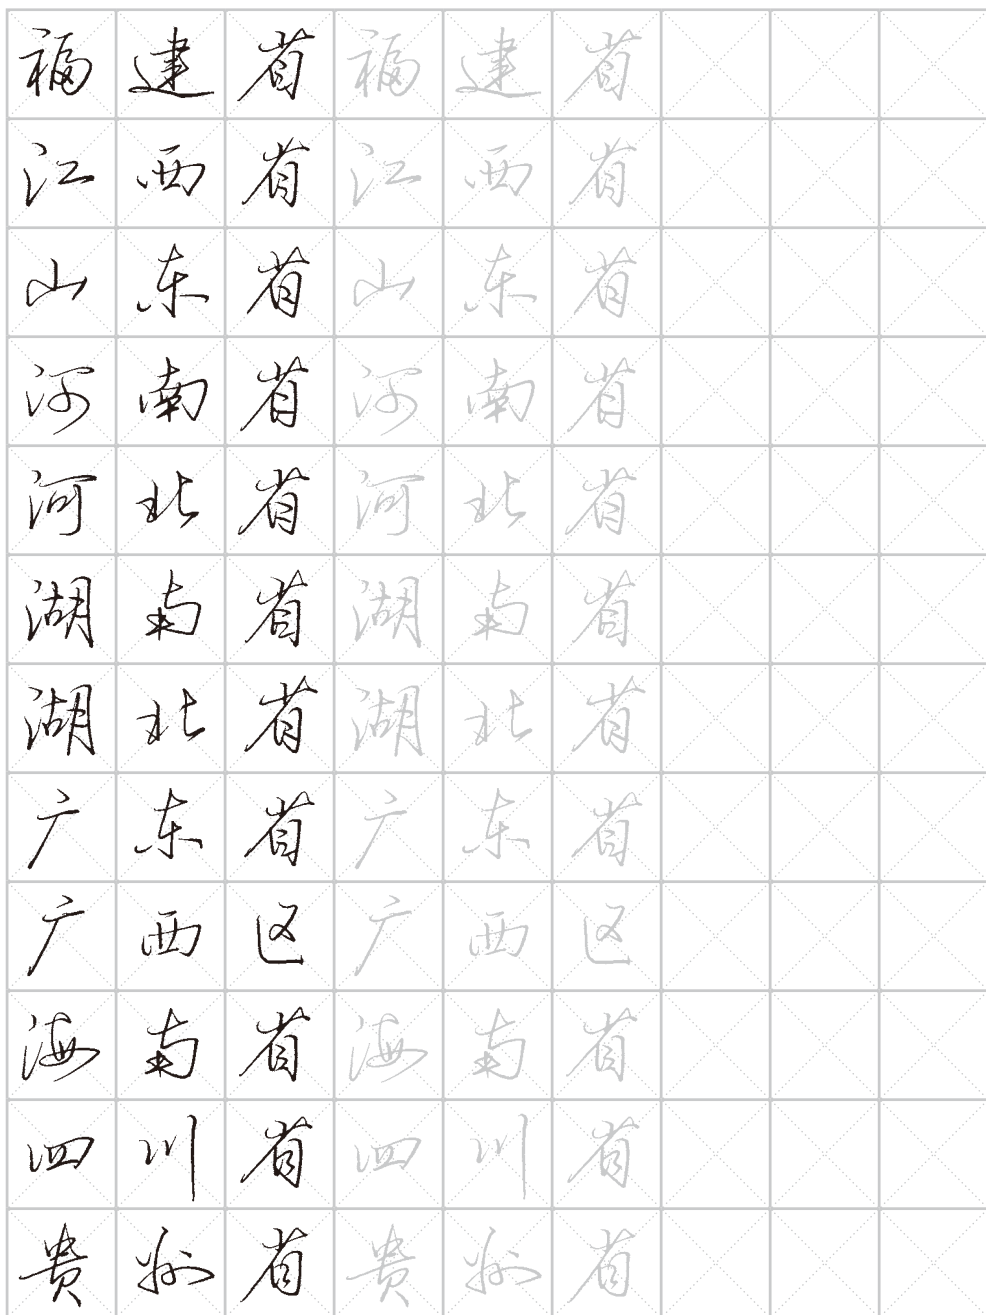 福建省福建省
江西省江西省
山东省山东省
河南省河南省
河北省河北省
湖南省湖南省
湖北省湖北省
广东省广东省
广西区广西区
海南省海南省
四川省四川省
贵州省贵州省